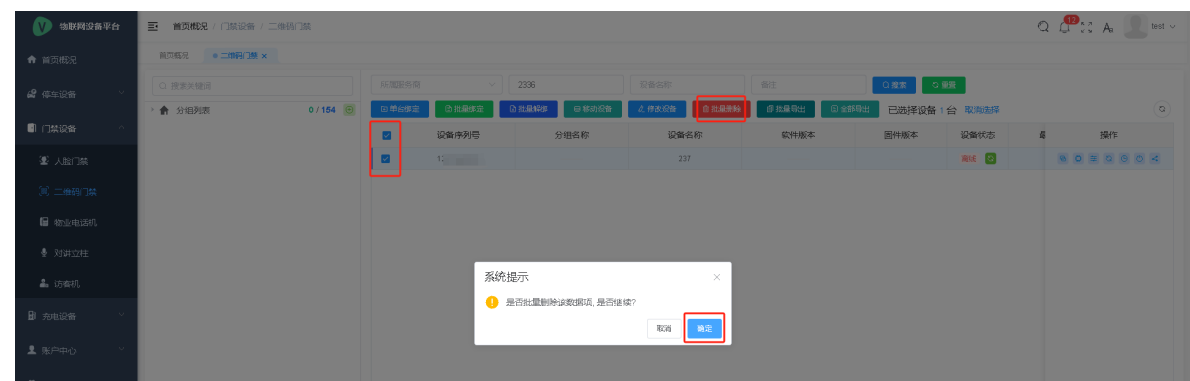 物联网设备平台
首页概况 / 门禁设备 / 二维码门禁
12
test
首页概况
二维码门禁 ×
首页概况
停车设备
门禁设备
人脸门禁
二维码门禁
物业电话机
对讲立柱
访客机
充电设备
账户中心
搜索关键词
分组列表
0 / 154
所属服务商
2336
设备名称
备注
搜索
重置
单台绑定
批量绑定
批量解绑
移动设备
修改设备
批量删除
批量导出
全部导出
已选择设备 1 台 取消选择
设备序列号
分组名称
设备名称
软件版本
固件版本
设备状态
操作
237
离线
系统提示
是否批量删除该数据项, 是否继续?
取消
确定